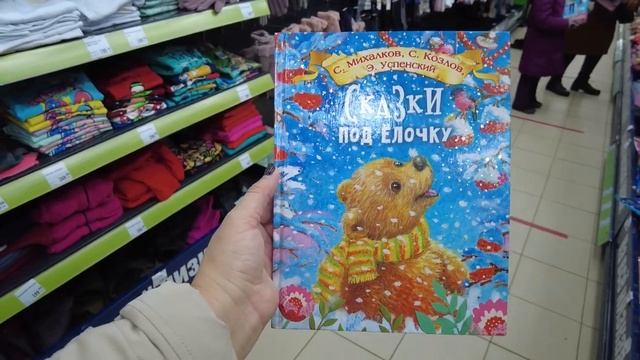 С. Михалков, С. Козлов,
Э. Успенский
Сказки
под ёлочку